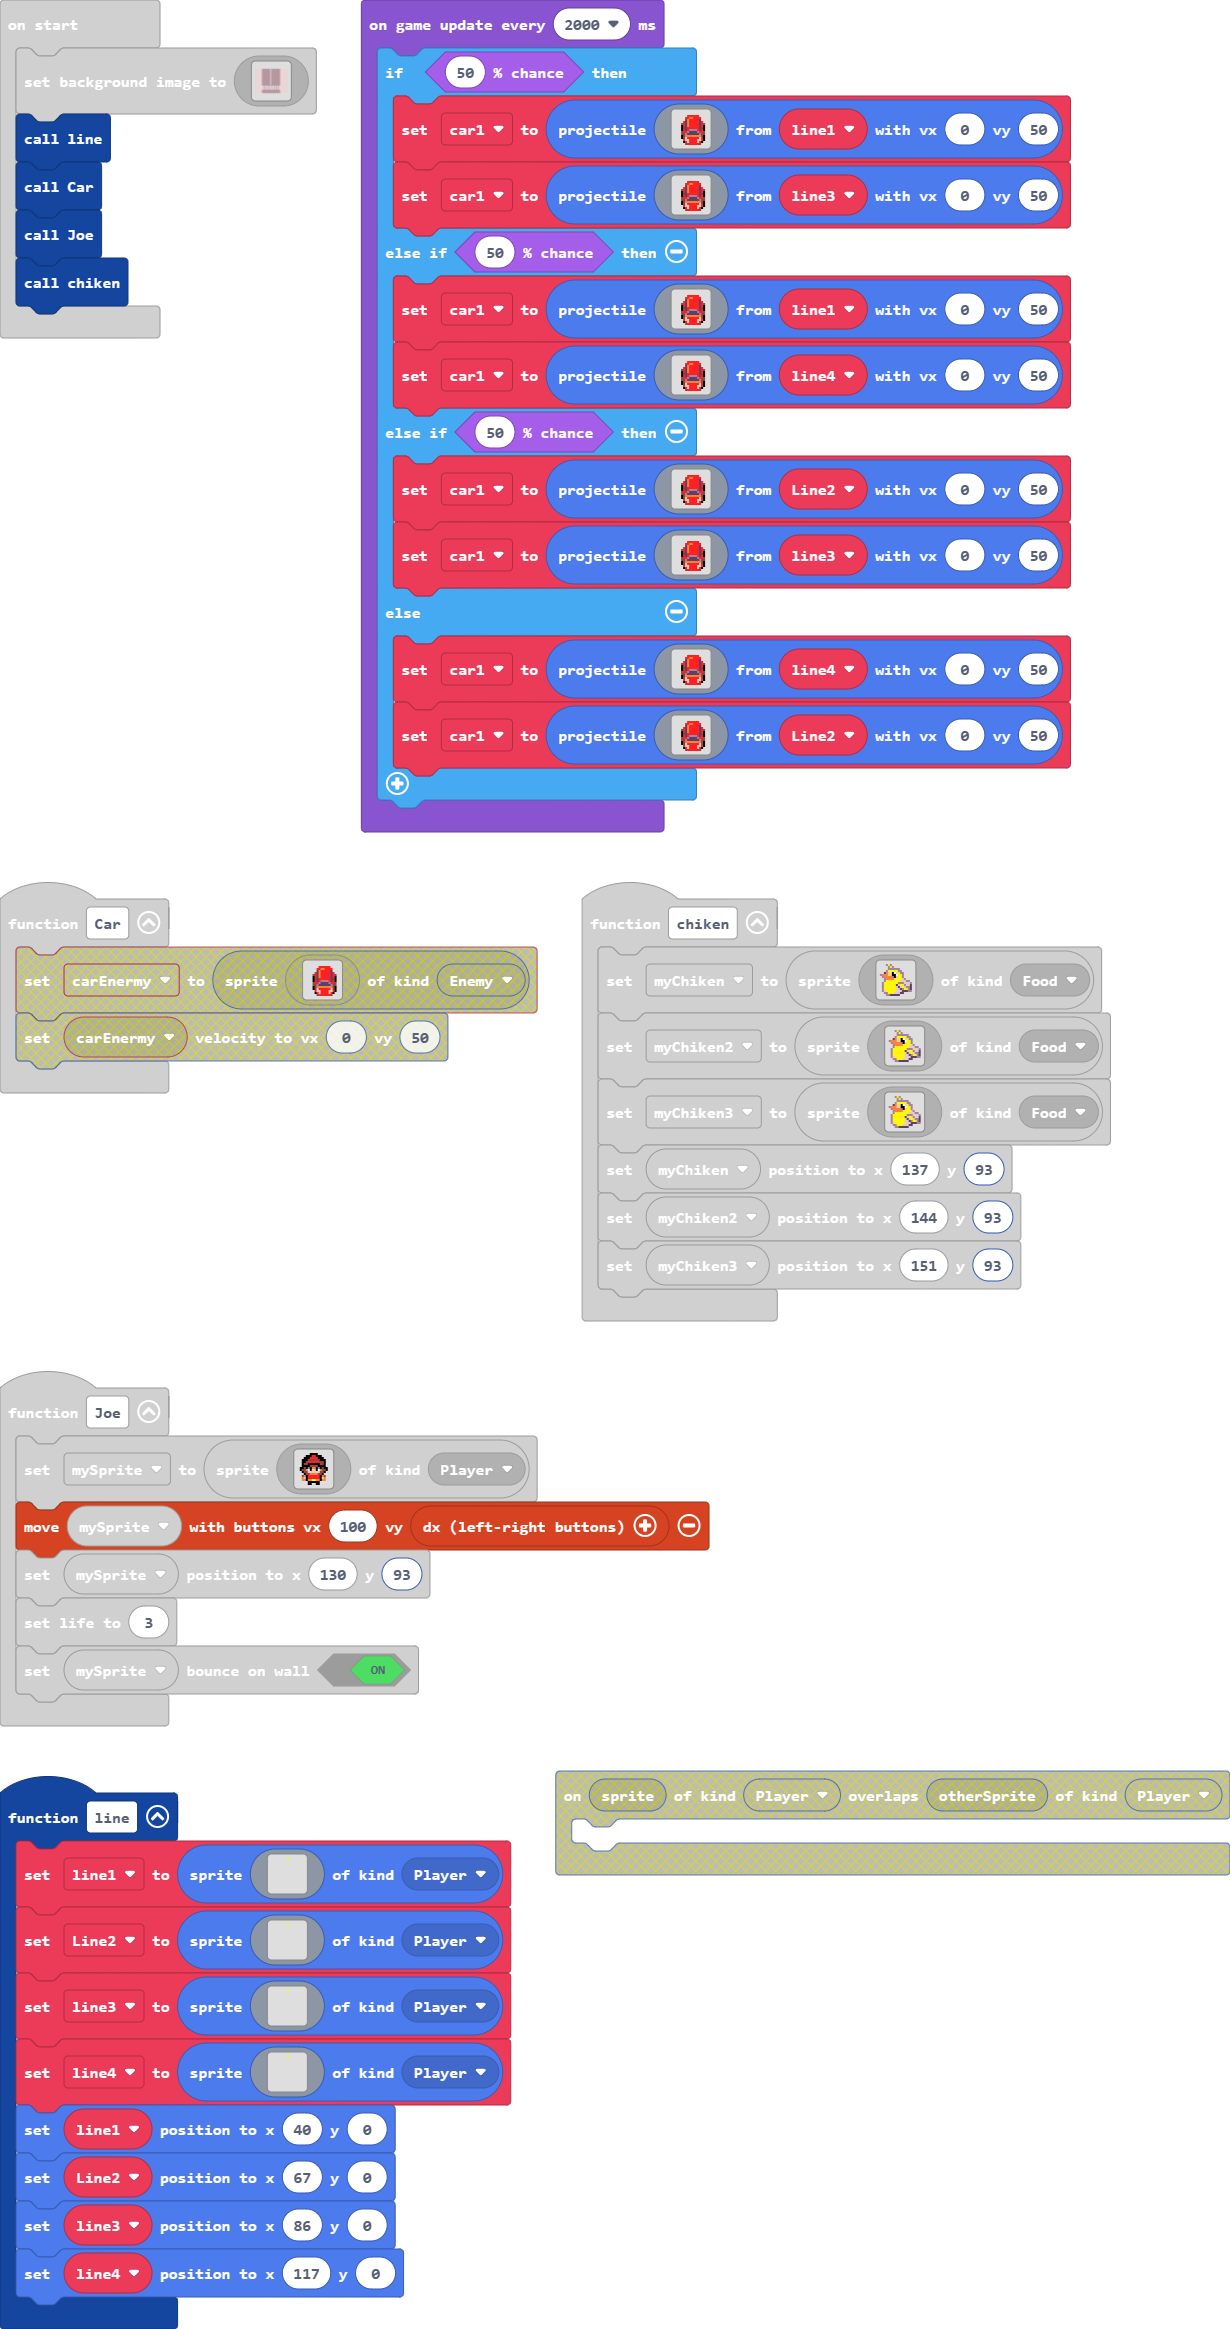 on start
set background image to
call line
call Car
call Joe
call chiken
on game update every 2000 ms
if 50 % chance then
set car1 to projectile from line1 with vx 0 vy 50
set car1 to projectile from line3 with vx 0 vy 50
else if 50 % chance then
set car1 to projectile from line1 with vx 0 vy 50
set car1 to projectile from line4 with vx 0 vy 50
else if 50 % chance then
set car1 to projectile from Line2 with vx 0 vy 50
set car1 to projectile from line3 with vx 0 vy 50
else
set car1 to projectile from line4 with vx 0 vy 50
set car1 to projectile from Line2 with vx 0 vy 50
function Car
set carEnermy to sprite of kind Enemy
set carEnermy velocity to vx 0 vy 50
function chiken
set myChiken to sprite of kind Food
set myChiken2 to sprite of kind Food
set myChiken3 to sprite of kind Food
set myChiken position to x 137 y 93
set myChiken2 position to x 144 y 93
set myChiken3 position to x 151 y 93
function Joe
set mySprite to sprite of kind Player
move mySprite with buttons vx 100 vy dx (left-right buttons)
set mySprite position to x 130 y 93
set life to 3
set mySprite bounce on wall ON
function line
set line1 to sprite of kind Player
set Line2 to sprite of kind Player
set line3 to sprite of kind Player
set line4 to sprite of kind Player
set line1 position to x 40 y 0
set Line2 position to x 67 y 0
set line3 position to x 86 y 0
set line4 position to x 117 y 0
on sprite of kind Player overlaps otherSprite of kind Player